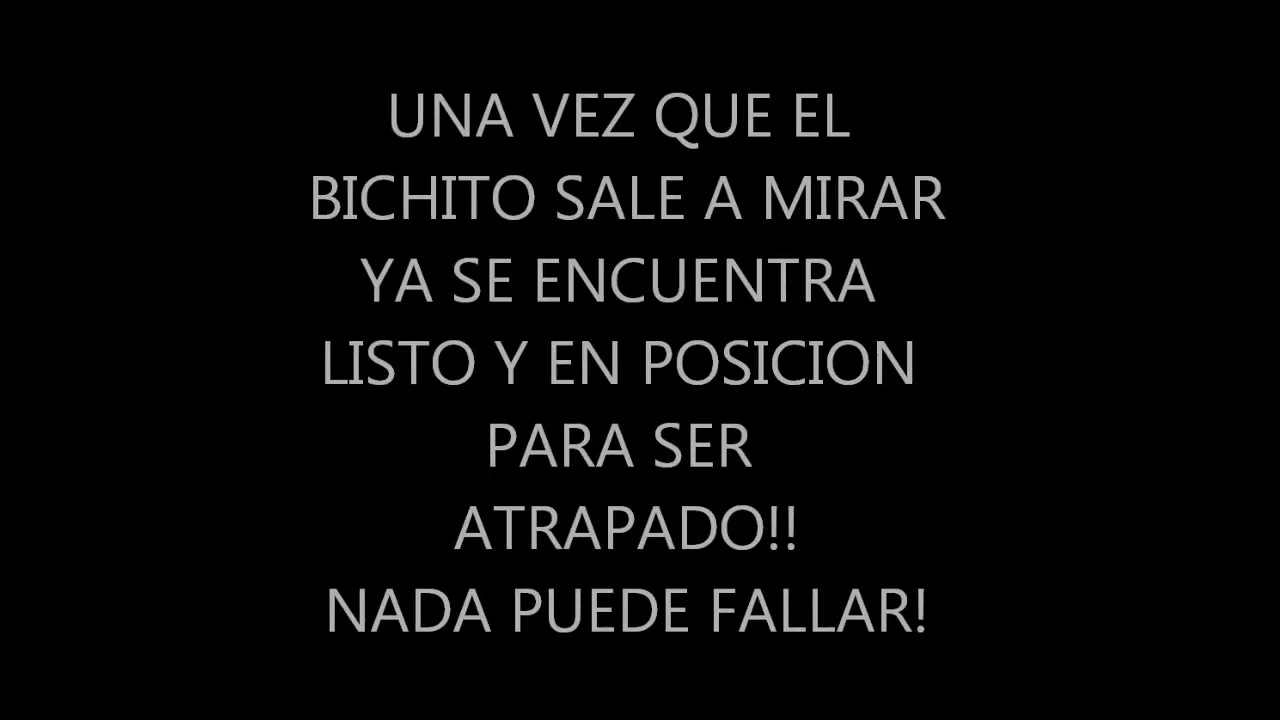 UNA VEZ QUE EL
BICHITO SALE A MIRAR
YA SE ENCUENTRA
LISTO Y EN POSICION
PARA SER
ATRAPADO!!
NADA PUEDE FALLAR!